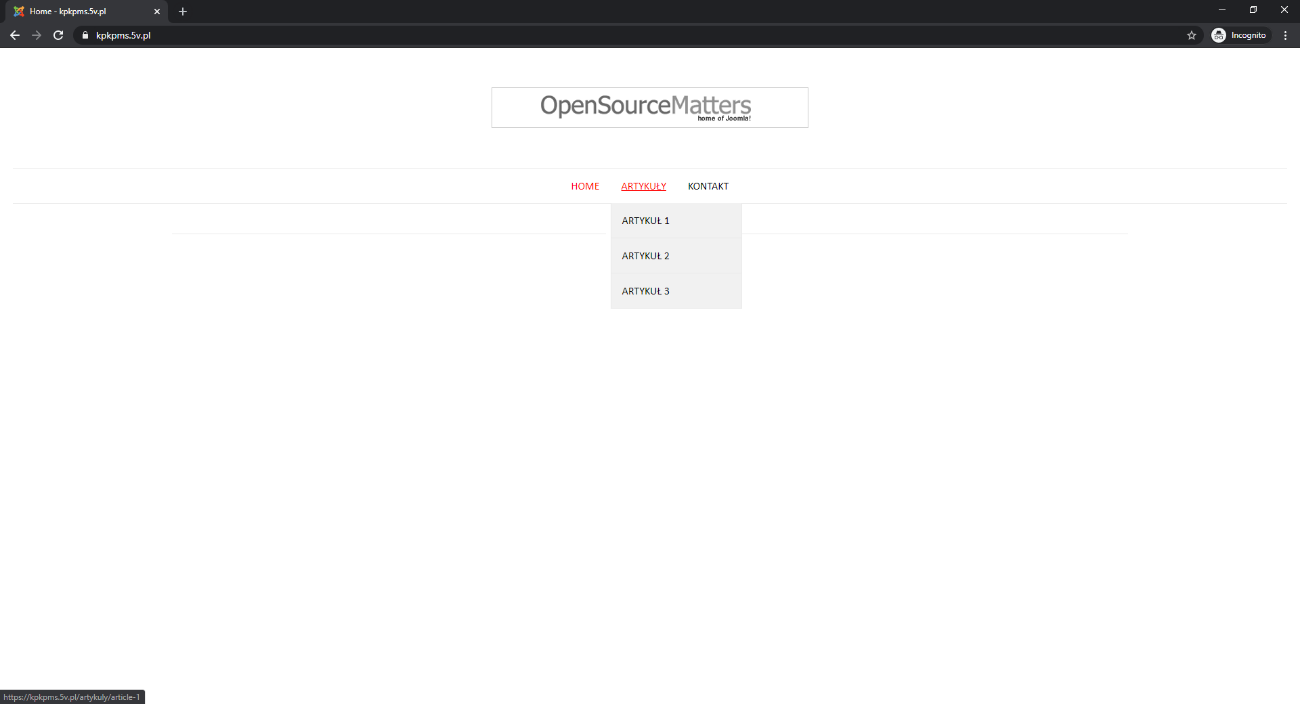 Home - kpkpms.5v.pl
kpkpms.5v.pl
Incognito
OpenSourceMatters
home of Joomla!
HOME ARTYKUŁY KONTAKT
ARTYKUŁ 1
ARTYKUŁ 2
ARTYKUŁ 3
https://kpkpms.5v.pl/artykuly/article-1